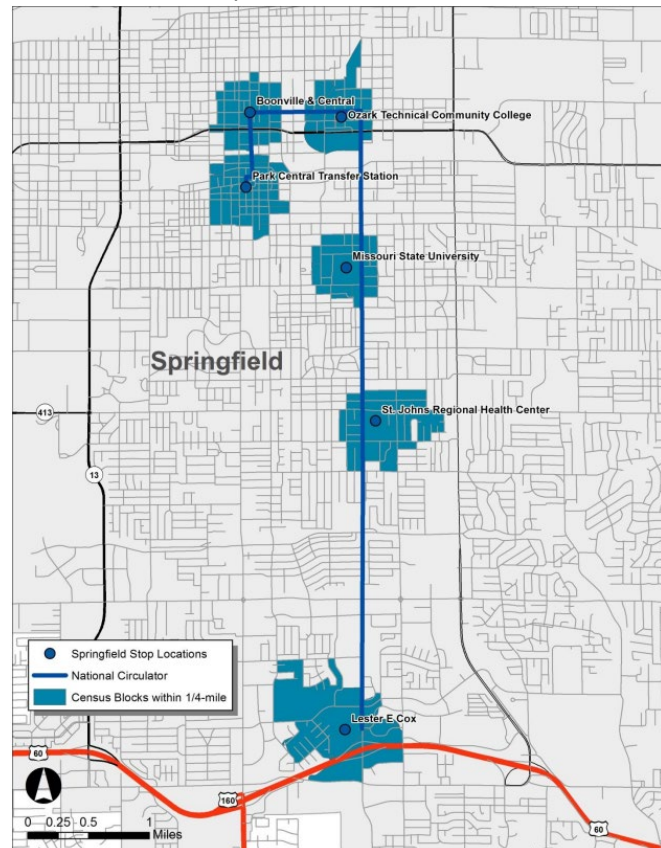 Boonville & Central
Ozark Technical Community College
Park Central Transfer Station
Missouri State University
Springfield
St. Johns Regional Health Center
413
13
Springfield Stop Locations
National Circulator
Census Blocks within 1/4-mile
Lester E Cox
60
160
60
0 0.25 0.5 1
Miles